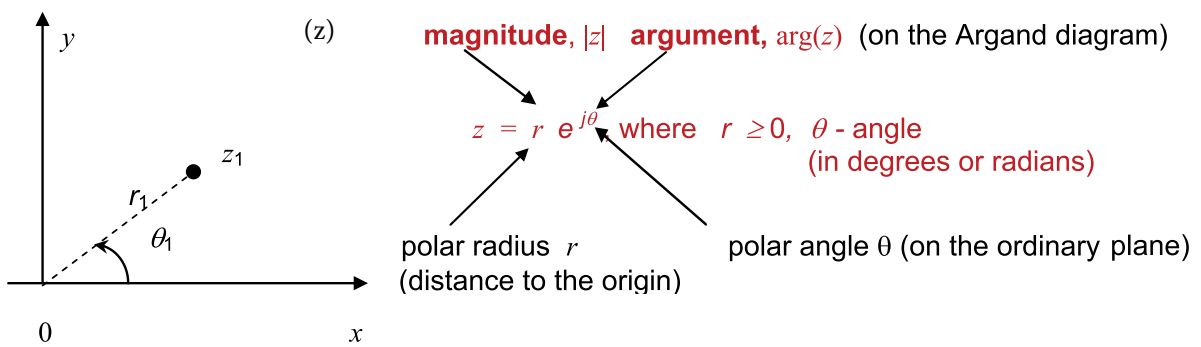 y
(z)
z1
r1
θ1
0
x
magnitude, |z| argument, arg(z) (on the Argand diagram)
z = r e^{jθ}, where r ≥0, θ - angle
(in degrees or radians)
polar radius r
(distance to the origin)
polar angle θ (on the ordinary plane)